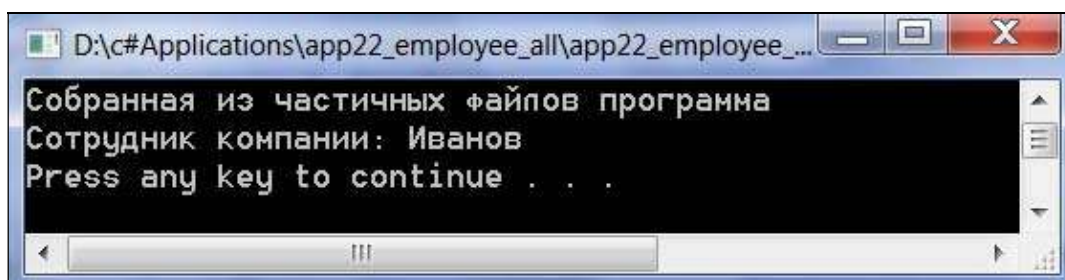 D:\c#Applications\app22_employee_all\app22_employee_...
Собранная из частичных файлов программа
Сотрудник компании: Иванов
Press any key to continue . . .